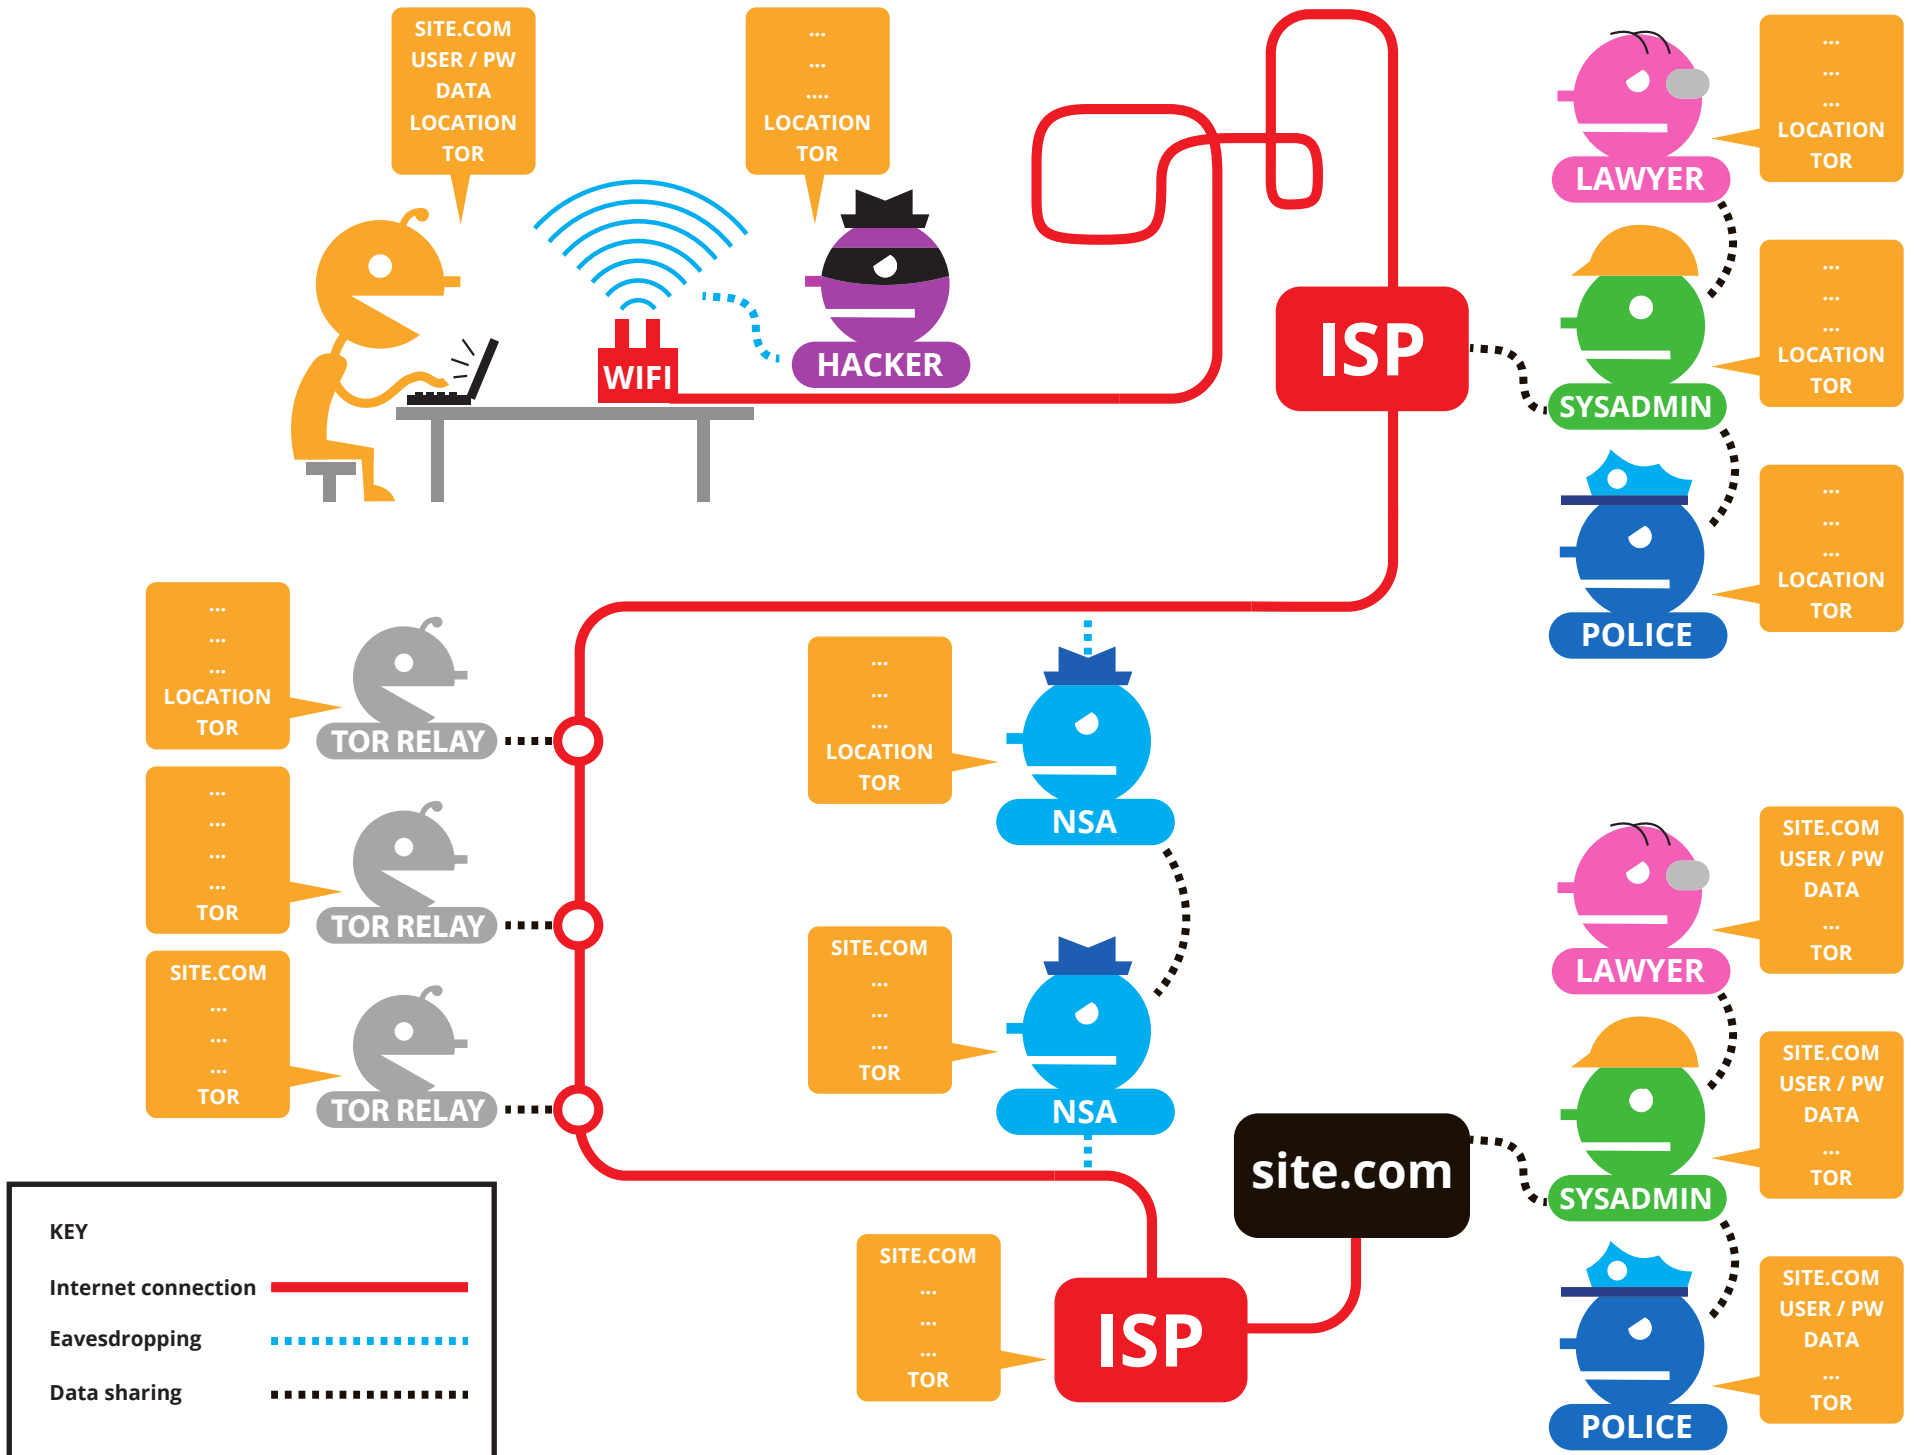 SITE.COM
USER / PW
DATA
LOCATION
TOR
...
...
....
LOCATION
TOR
WIFI
HACKER
ISP
...
...
...
LOCATION
TOR
LAWYER
...
...
...
LOCATION
TOR
SYSADMIN
...
...
...
LOCATION
TOR
POLICE
...
...
...
LOCATION
TOR
TOR RELAY
...
...
...
...
TOR
TOR RELAY
SITE.COM
...
...
...
TOR
TOR RELAY
...
...
...
LOCATION
TOR
NSA
SITE.COM
...
...
...
TOR
NSA
site.com
SITE.COM
...
...
...
TOR
ISP
SITE.COM
USER / PW
DATA
...
TOR
LAWYER
SITE.COM
USER / PW
DATA
...
TOR
SYSADMIN
SITE.COM
USER / PW
DATA
...
TOR
POLICE
KEY
Internet connection
Eavesdropping
Data sharing